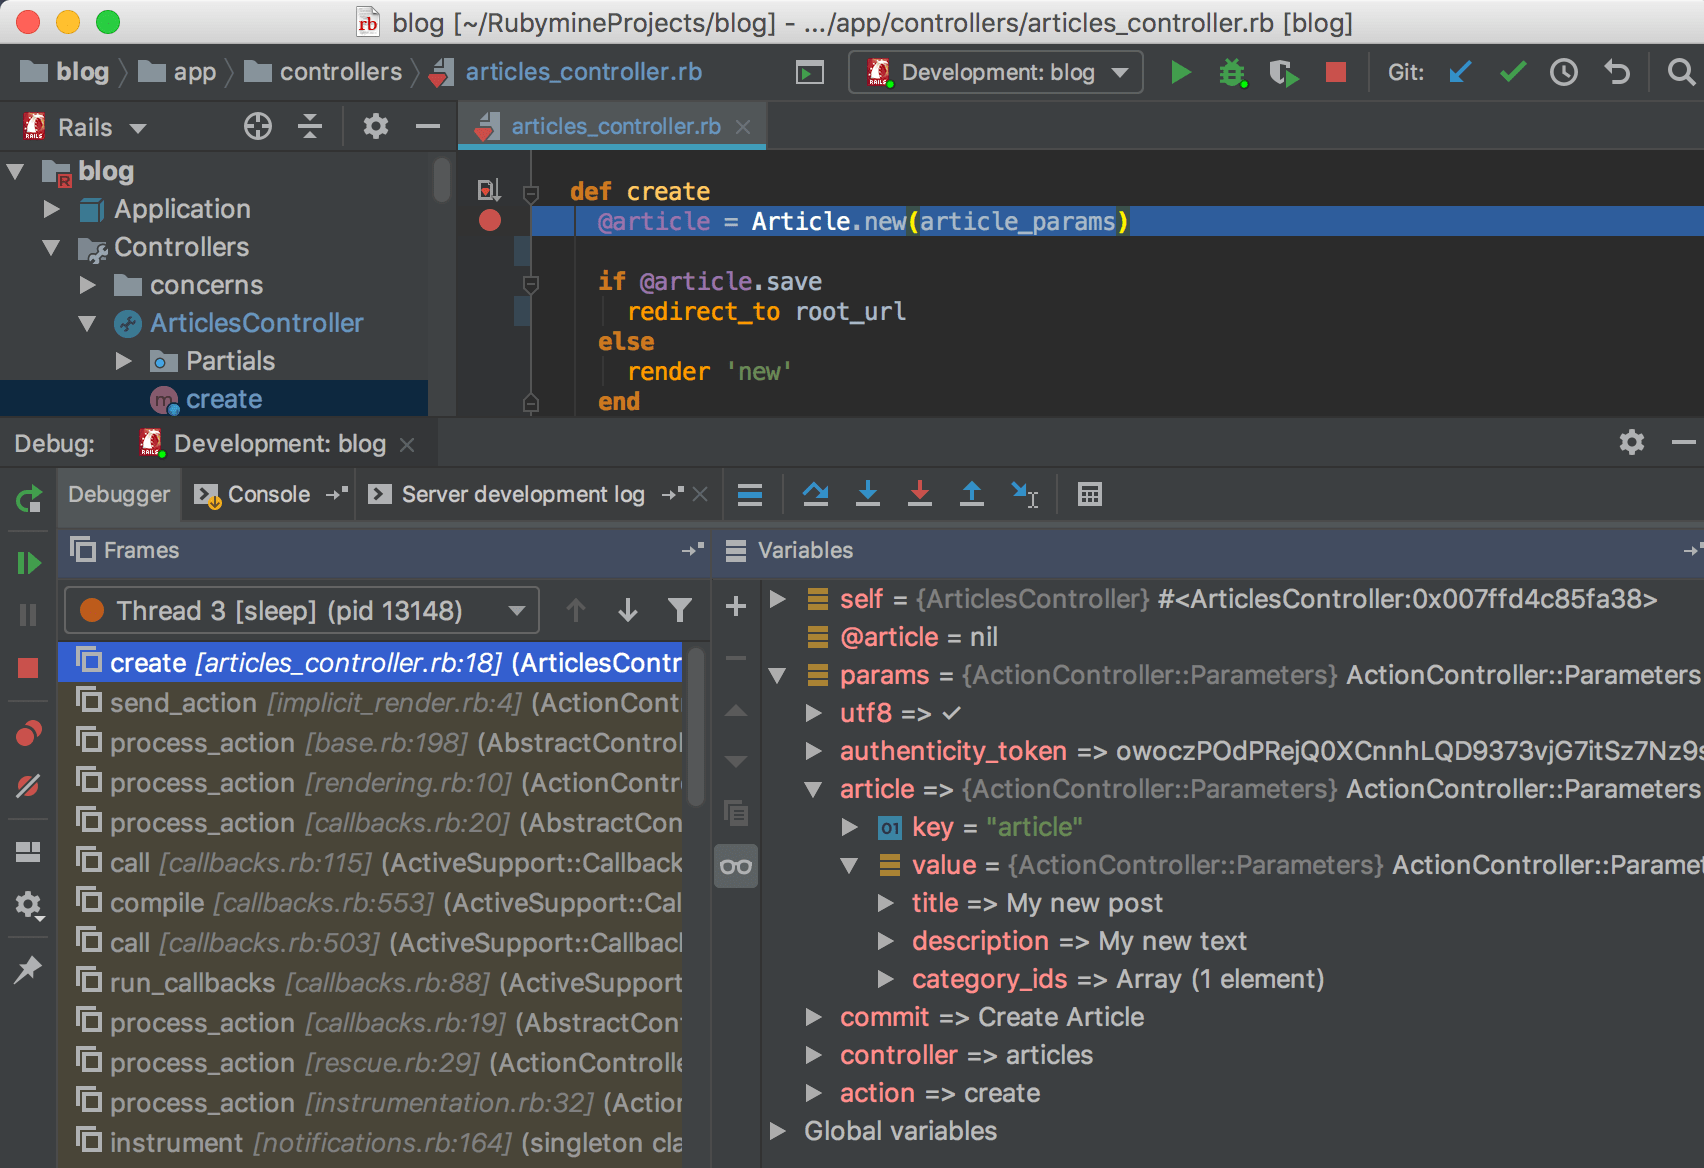 blog [~/RubymineProjects/blog] - .../app/controllers/articles_controller.rb [blog]
blog app controllers articles_controller.rb Development: blog Git:
Rails articles_controller.rb
blog
Application
Controllers
concerns
ArticlesController
Partials
create
def create
@article = Article.new(article_params)
if @article.save
redirect_to root_url
else
render 'new'
end
Debug: Development: blog
Debugger Console Server development log
Frames
Thread 3 [sleep] (pid 13148)
create [articles_controller.rb:18] (ArticlesContr
send_action [implicit_render.rb:4] (ActionCont
process_action [base.rb:198] (AbstractControl
process_action [rendering.rb:10] (ActionContro
process_action [callbacks.rb:20] (AbstractCon
call [callbacks.rb:115] (ActiveSupport::Callback
compile [callbacks.rb:553] (ActiveSupport::Cal
call [callbacks.rb:503] (ActiveSupport::Callbac
run_callbacks [callbacks.rb:88] (ActiveSupport
process_action [callbacks.rb:19] (AbstractCon
process_action [rescue.rb:29] (ActionControlle
process_action [instrumentation.rb:32] (Action
instrument [notifications.rb:164] (singleton cla
Variables
self = {ArticlesController} #<ArticlesController:0x007ffd4c85fa38>
@article = nil
params = {ActionController::Parameters} ActionController::Parameters
utf8 => ✓
authenticity_token => owoczPOdPRejQ0XCnnhLQD9373vjG7itSz7Nz9s
article => {ActionController::Parameters} ActionController::Parameters
key = "article"
value = {ActionController::Parameters} ActionController::Paramet
title => My new post
description => My new text
category_ids => Array (1 element)
commit => Create Article
controller => articles
action => create
Global variables